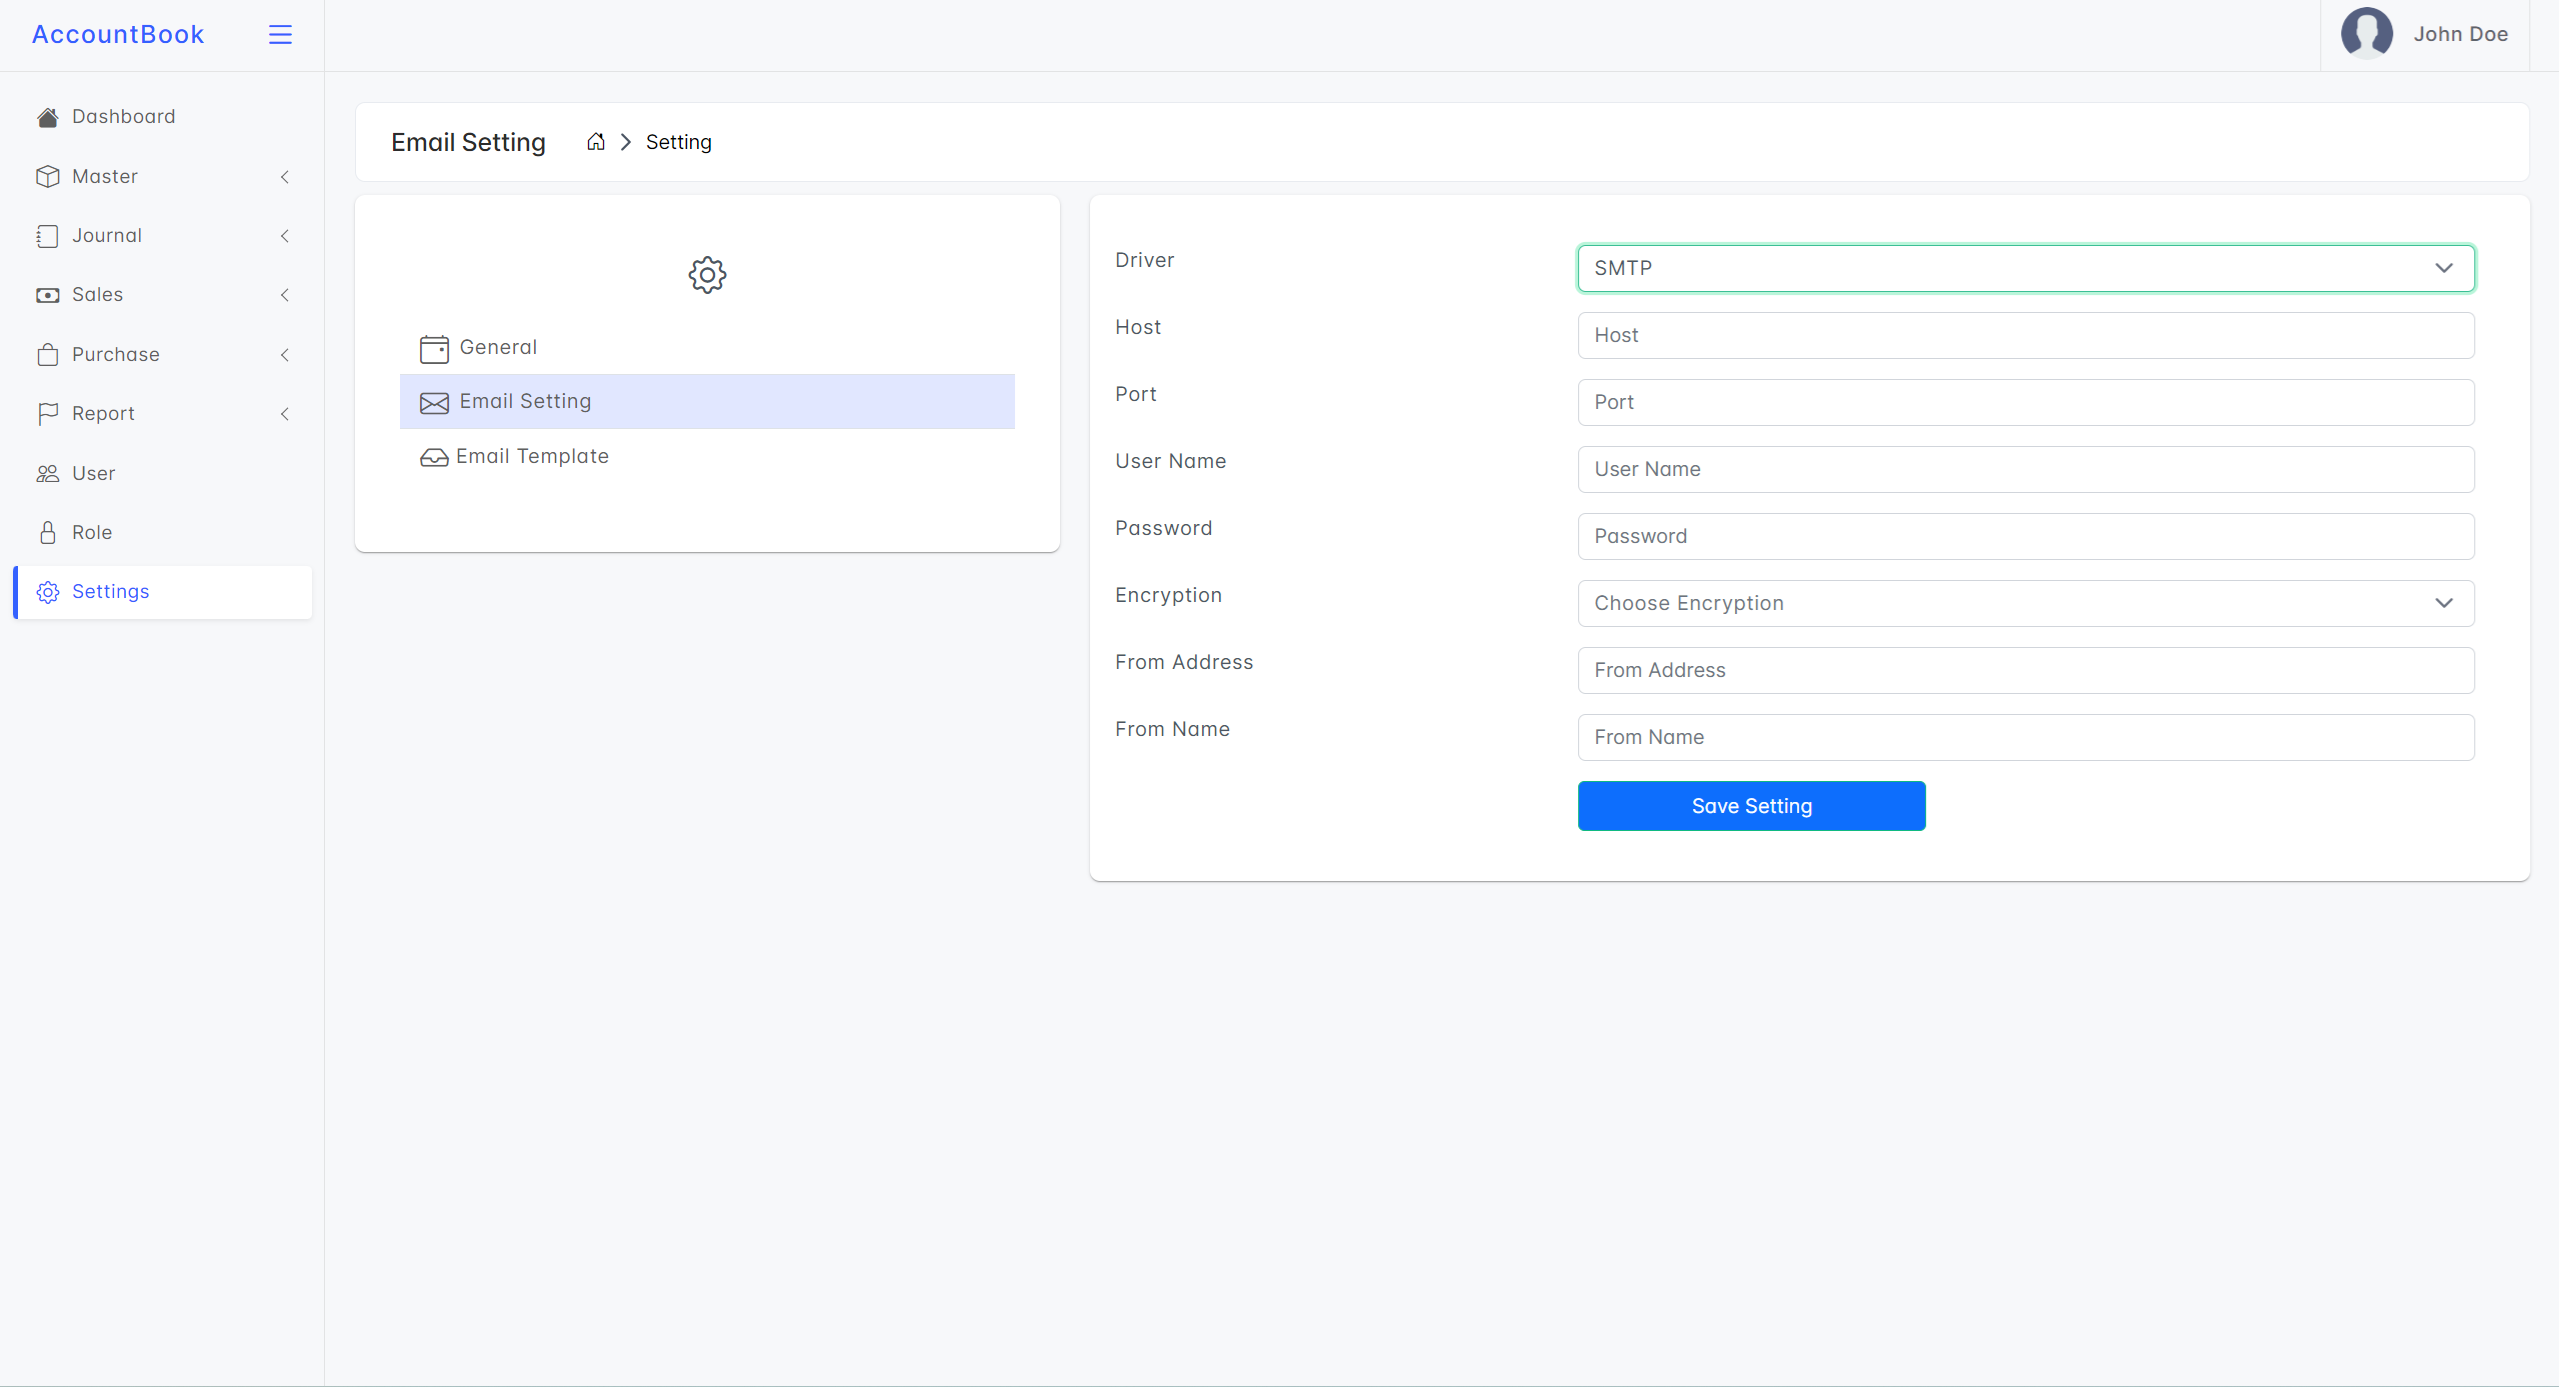 AccountBook
John Doe
Dashboard
Master
Journal
Sales
Purchase
Report
User
Role
Settings
Email Setting
Setting
General
Email Setting
Email Template
Driver
SMTP
Host
Host
Port
Port
User Name
User Name
Password
Password
Encryption
Choose Encryption
From Address
From Address
From Name
From Name
Save Setting